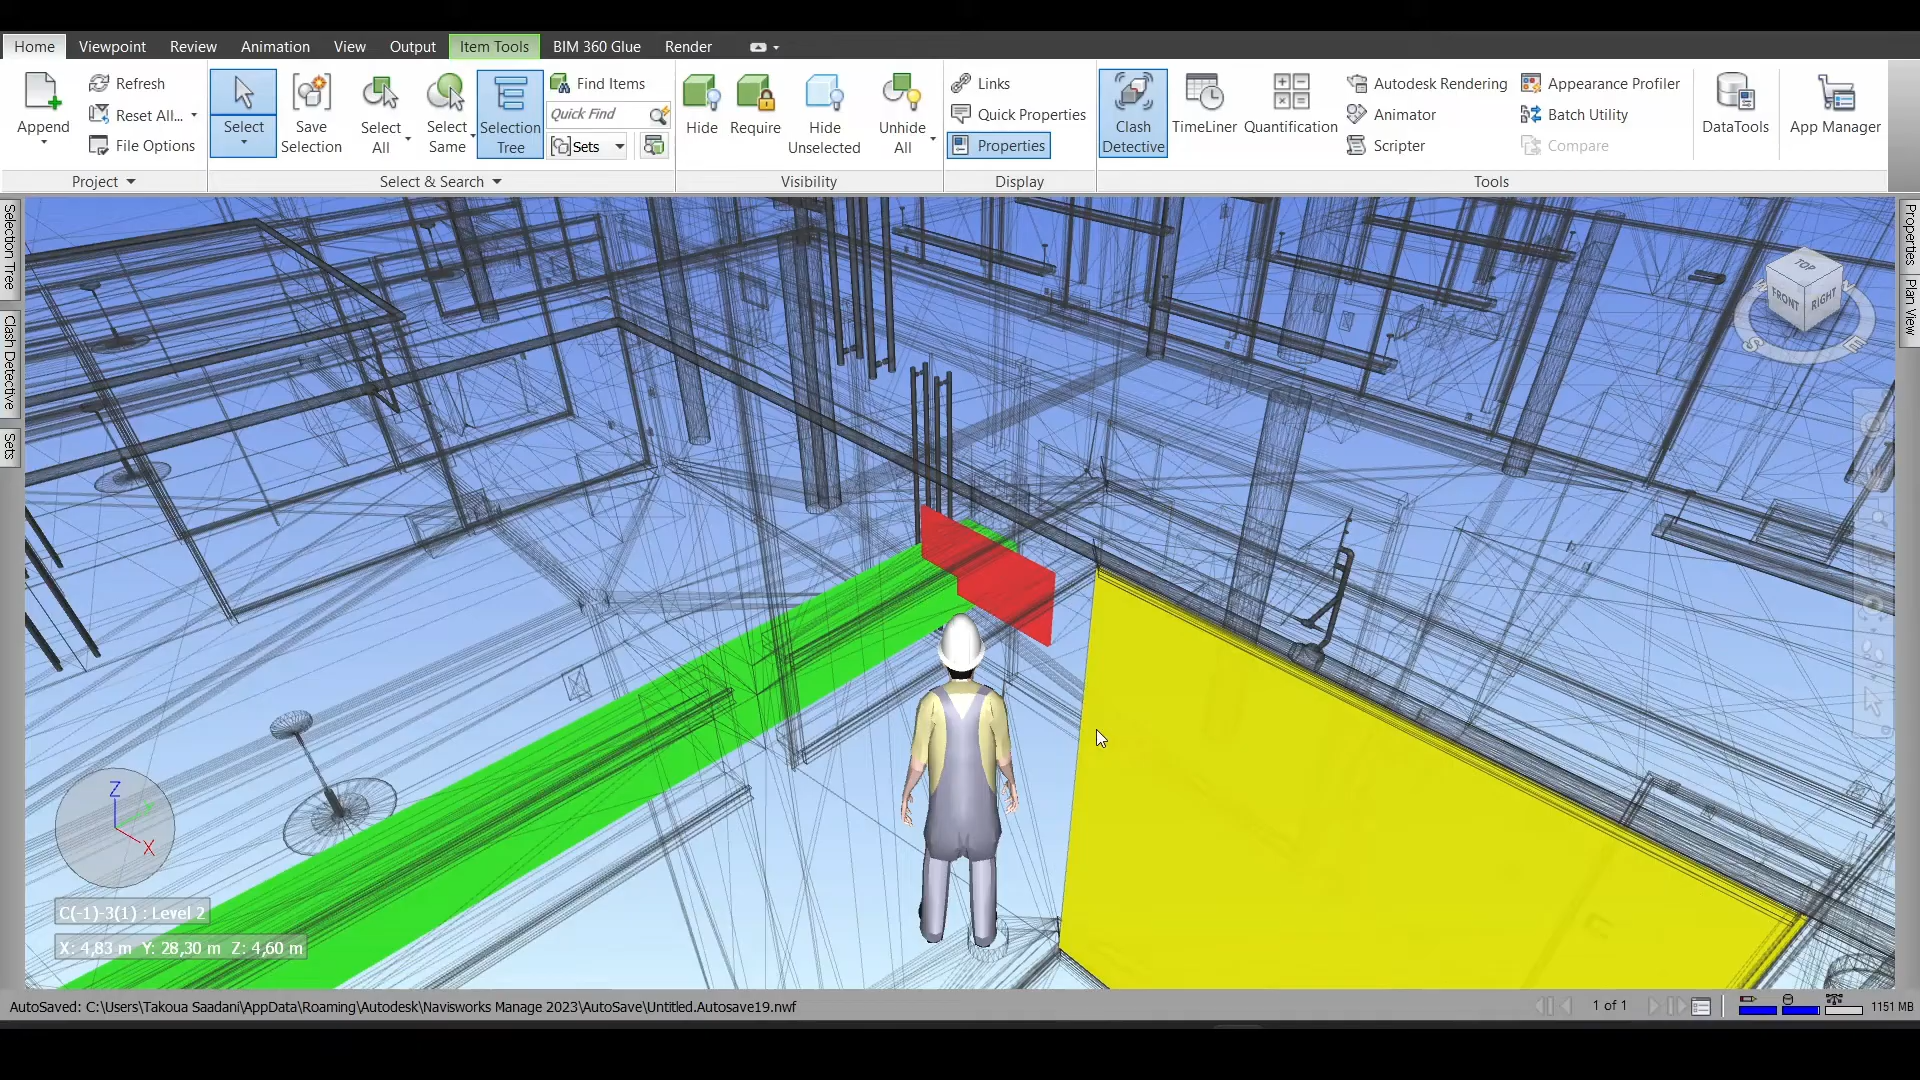 Home Viewpoint Review Animation View Output Item Tools BIM 360 Glue Render
Append
Refresh
Reset All...
File Options
Project
Select
Save Selection
Select All
Select Same
Selection Tree
Find Items
Quick Find
Sets
Select & Search
Hide
Require
Hide Unselected
Unhide All
Visibility
Links
Quick Properties
Properties
Display
Clash Detective
TimeLiner
Quantification
Autodesk Rendering
Animator
Scripter
Appearance Profiler
Batch Utility
Compare
Tools
DataTools
App Manager
Selection Tree
Clash Detective
Sets
Properties
Plan View
TOP
FRONT
RIGHT
S
E
Z
Y
X
C(-1)-3(1) : Level 2
X: 4,83 m Y: 28,30 m Z: 4,60 m
AutoSaved: C:\Users\Takoua Saadani\AppData\Roaming\Autodesk\Navisworks Manage 2023\AutoSave\Untitled.Autosave19.nwf
1 of 1
1151 MB